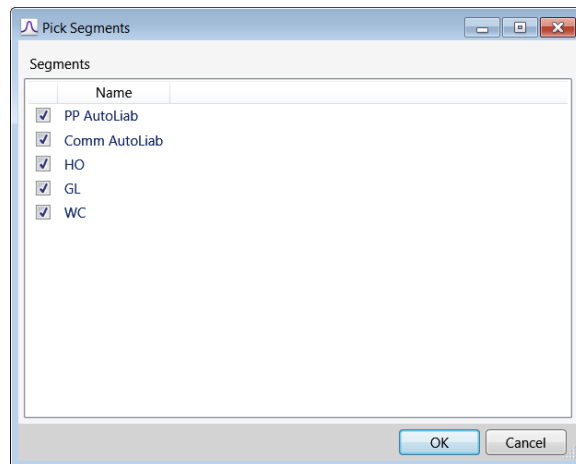 Pick Segments
Segments
Name
PP AutoLiab
Comm AutoLiab
HO
GL
WC
OK Cancel